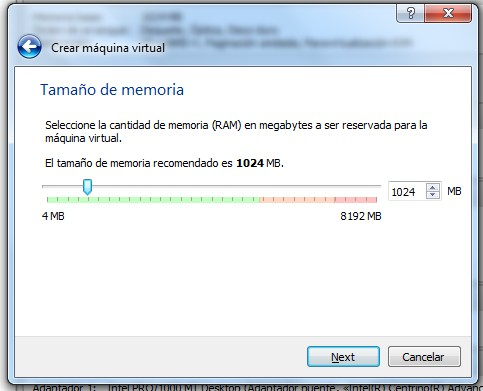 Crear máquina virtual
Tamaño de memoria
Seleccione la cantidad de memoria (RAM) en megabytes a ser reservada para la
máquina virtual.
El tamaño de memoria recomendado es 1024 MB.
1024 MB
4 MB 8192 MB
Next Cancelar
Adaptador 1: Intel PRO/1000 MT Desktop (Adaptador puente, «Intel(R) Centrino(R) Advanc